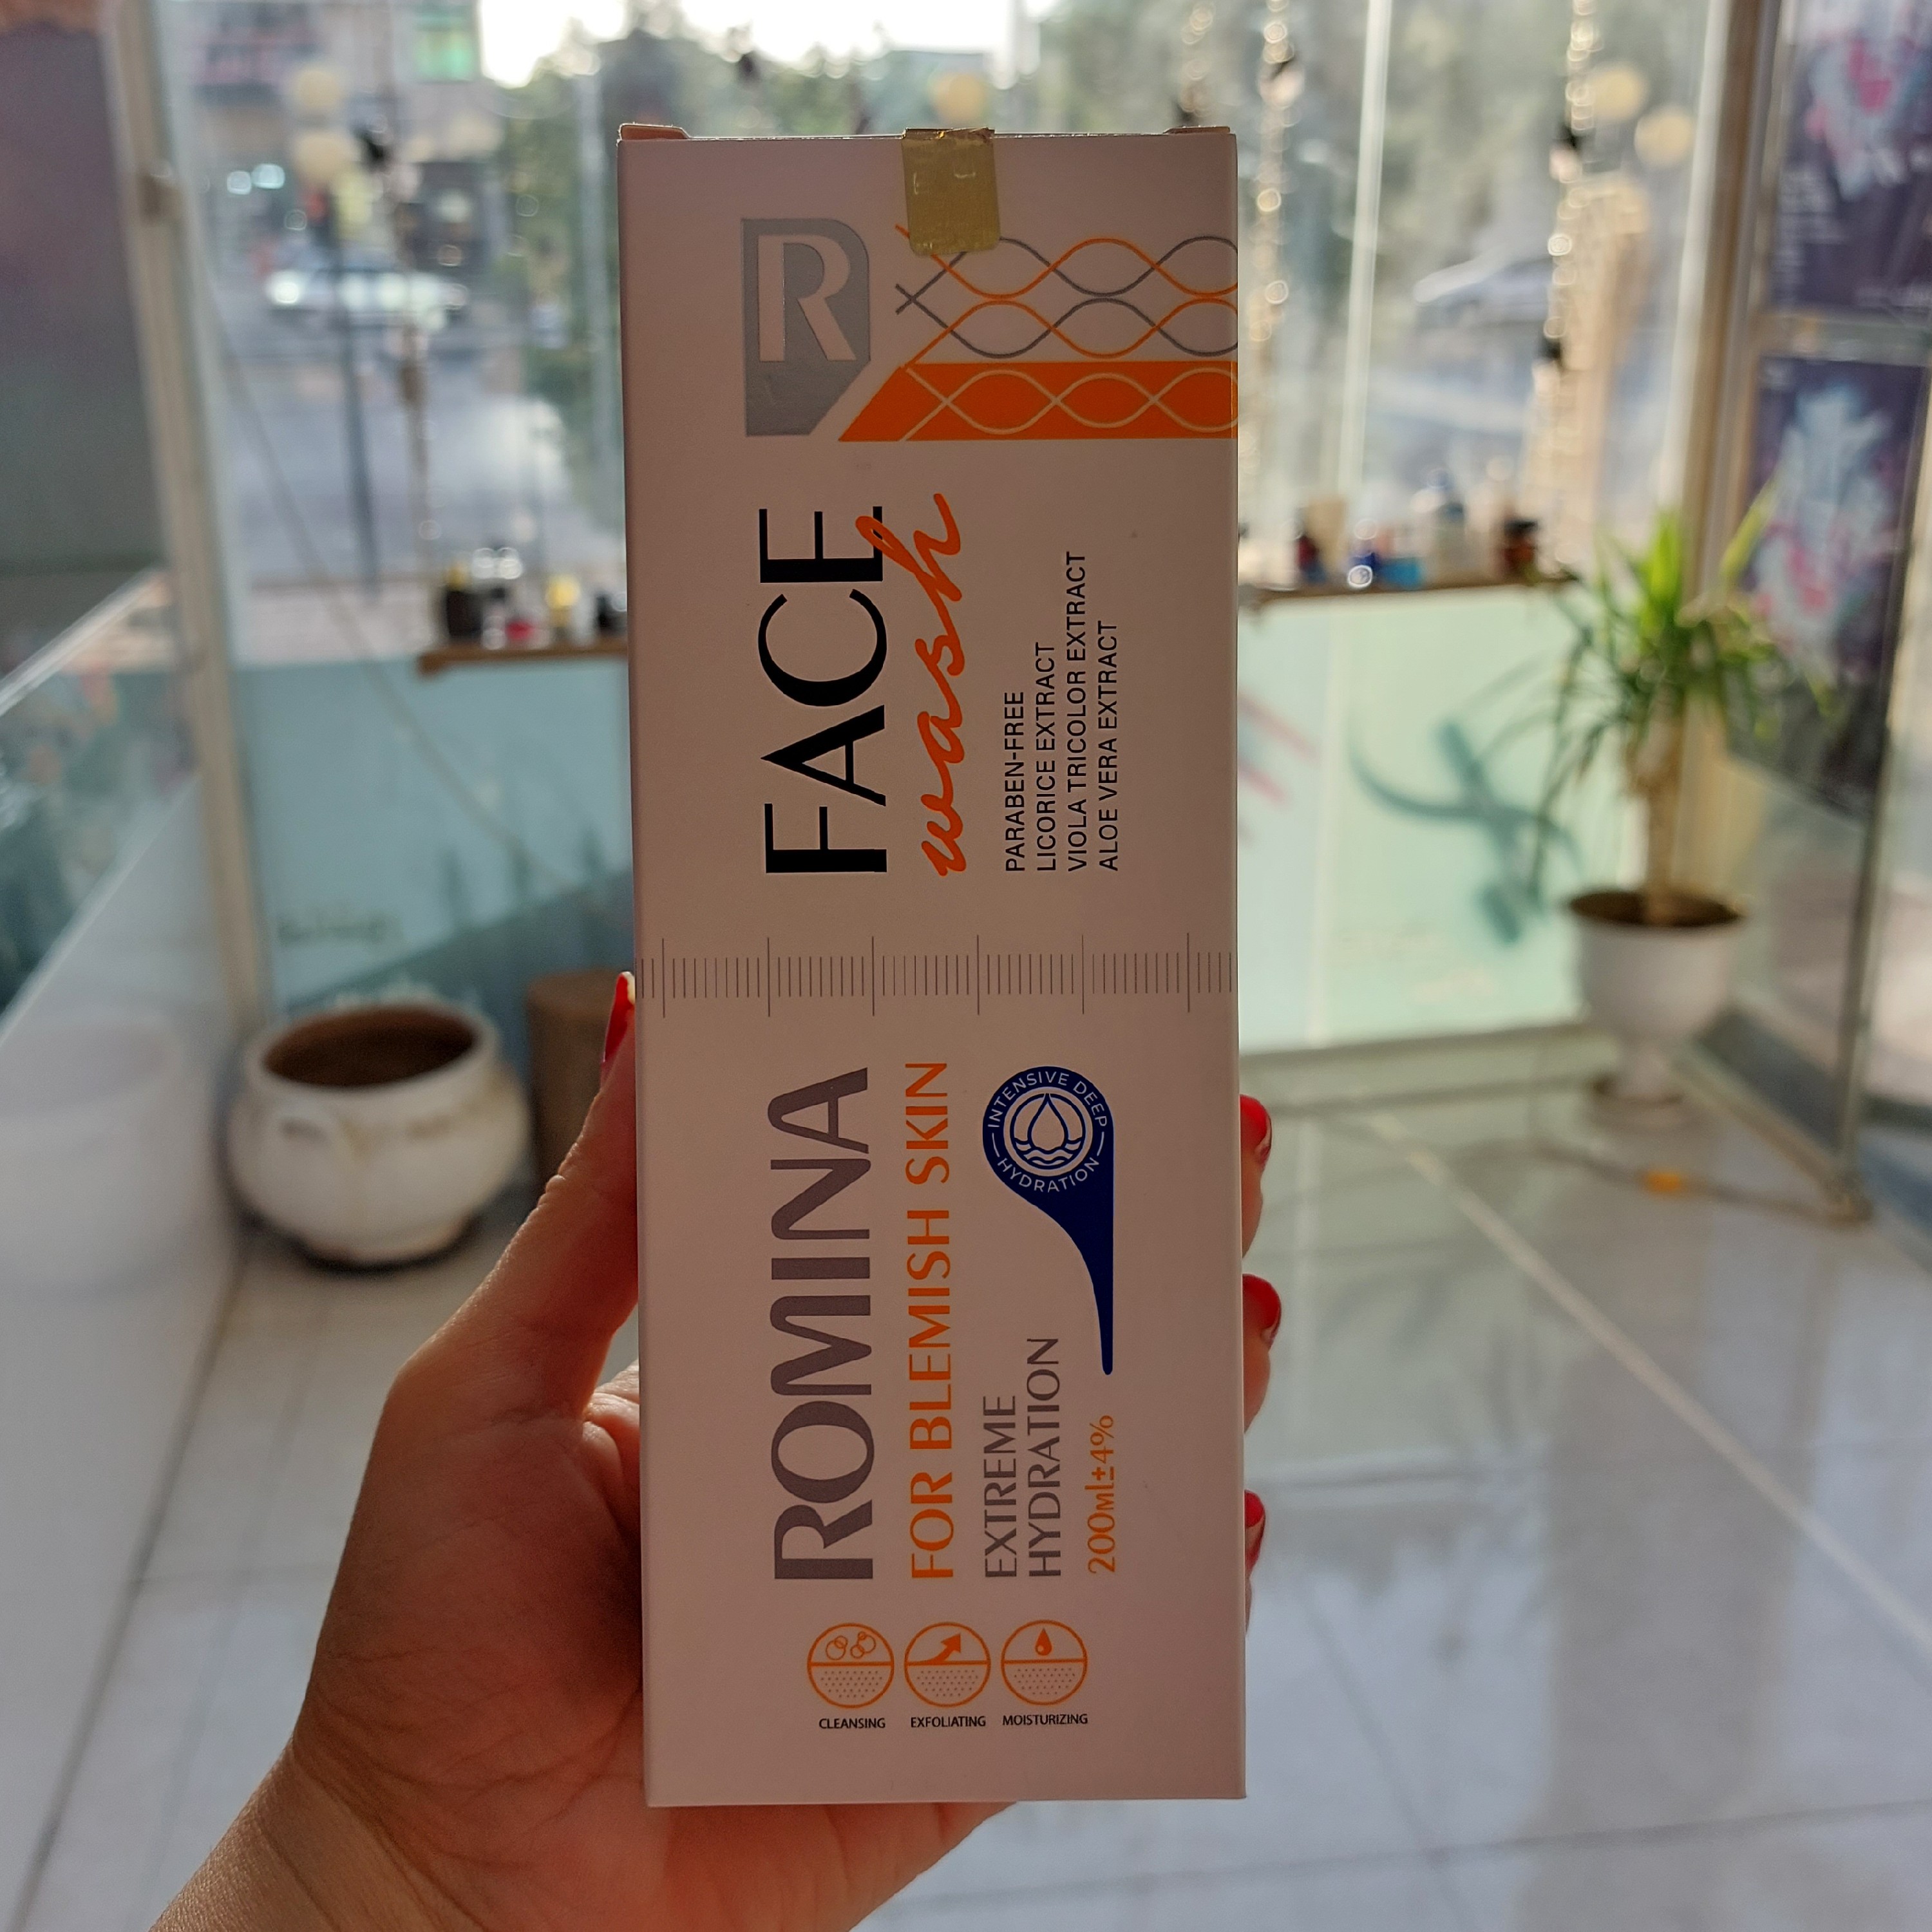 ROMINA
FOR BLEMISH SKIN
EXTREME
HYDRATION
200ml±4%
INTENSIVE DEEP
HYDRATION
FACE
wash
PARABEN-FREE
LICORICE EXTRACT
VIOLA TRICOLOR EXTRACT
ALOE VERA EXTRACT
R
CLEANSING
EXFOLIATING
MOISTURIZING